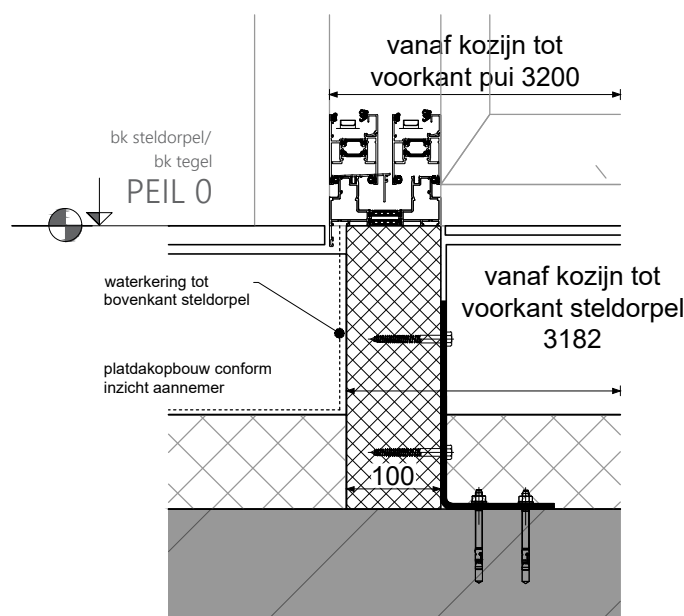 vanaf kozijn tot
voorkant pui 3200
bk steldorpel/
bk tegel
PEIL 0
waterkering tot
bovenkant steldorpel
vanaf kozijn tot
voorkant steldorpel
3182
platdakopbouw conform
inzicht aannemer
100